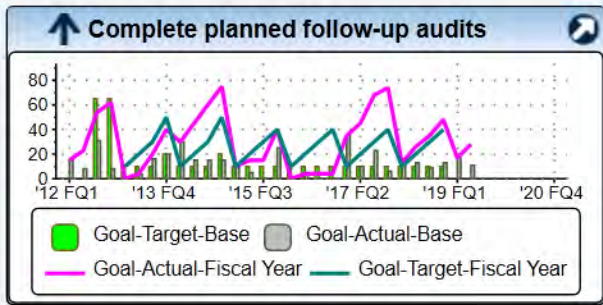 Complete planned follow-up audits
80
60
40
20
0
'12 FQ1 '13 FQ4 '15 FQ3 '17 FQ2 '19 FQ1 '20 FQ4
Goal-Target-Base Goal-Actual-Base
Goal-Actual-Fiscal Year Goal-Target-Fiscal Year